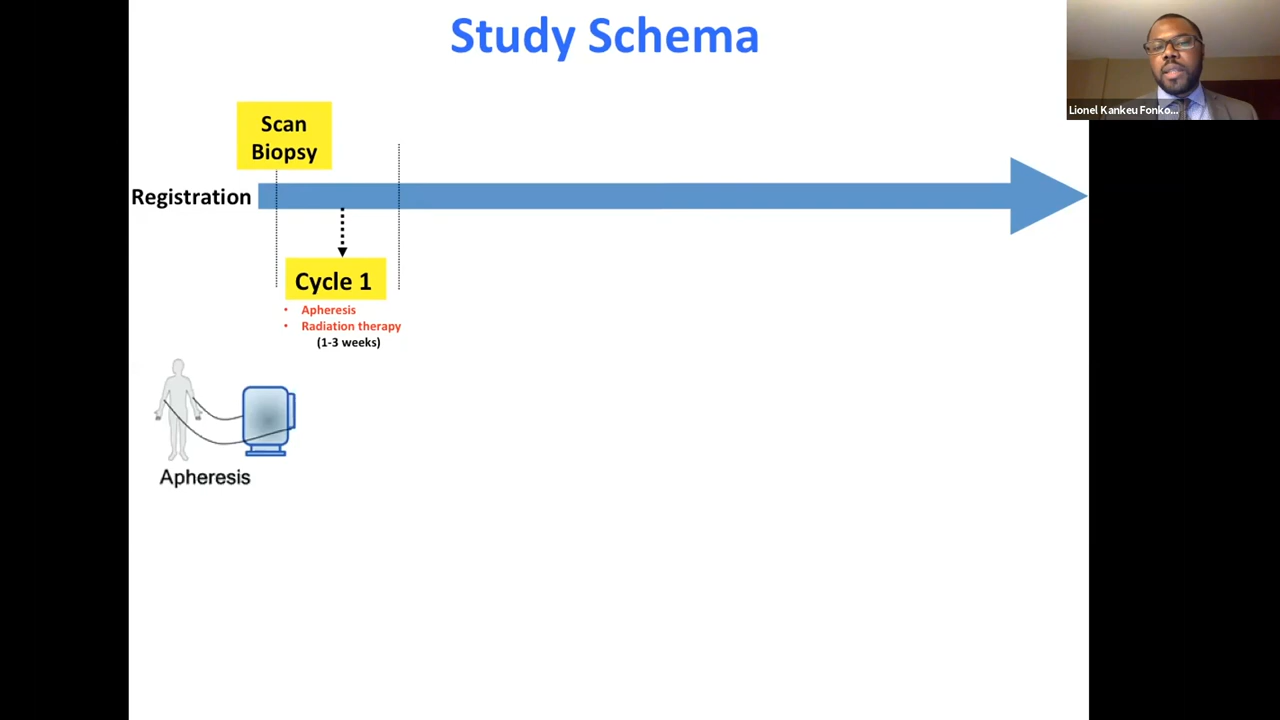 Study Schema
Lionel Kankeu Fonko...
Scan
Biopsy
Registration
Cycle 1
• Apheresis
• Radiation therapy
(1-3 weeks)
Apheresis